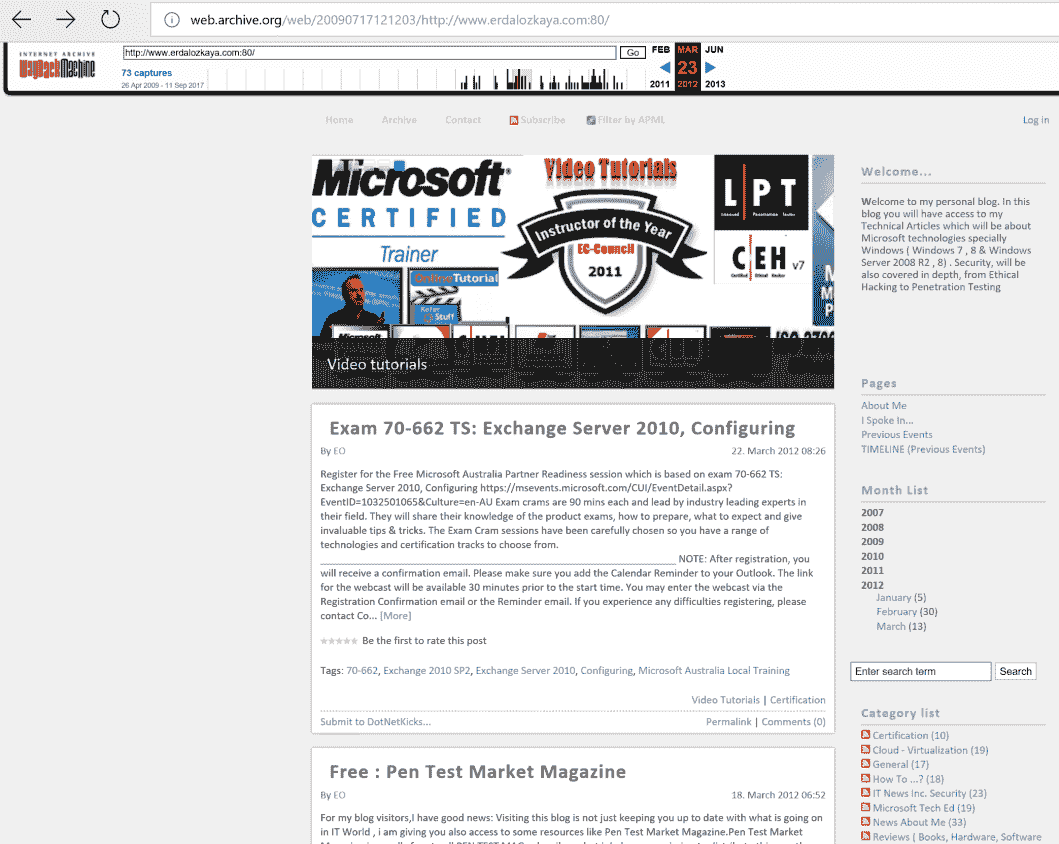 web.archive.org/web/20090717121203/http://www.erdalozkaya.com:80/
INTERNET ARCHIVE
WayBackMachine
http://www.erdalozkaya.com:80/
Go
FEB MAR JUN
73 captures
23
26 Apr 2009 - 11 Sep 2017
2011 2012 2013
Home Archive Contact Subscribe Filter by APML
Log in
Microsoft
CERTIFIED
Trainer
Video Tutorials
Instructor of the Year
EC-Council
2011
LPT
Licensed Penetration Tester
CEH v7
Certified Ethical Hacker
Tutorial
Refer
Stuff
Video tutorials
Welcome...
Welcome to my personal blog. In this
blog you will have access to my
Technical Articles which will be about
Microsoft technologies specially
Windows ( Windows 7 , 8 & Windows
Server 2008 R2 , 8) . Security, will be
also covered in depth, from Ethical
Hacking to Penetration Testing
Pages
About Me
I Spoke In...
Previous Events
TIMELINE (Previous Events)
Month List
2007
2008
2009
2010
2011
2012
January (5)
February (30)
March (13)
Enter search term
Search
Category list
Certification (10)
Cloud - Virtualization (19)
General (17)
How To ...? (18)
IT News Inc. Security (23)
Microsoft Tech Ed (19)
News About Me (33)
Reviews ( Books, Hardware, Software
Exam 70-662 TS: Exchange Server 2010, Configuring
By EO
22. March 2012 08:26
Register for the Free Microsoft Australia Partner Readiness session which is based on exam 70-662 TS:
Exchange Server 2010, Configuring https://msevents.microsoft.com/CUI/EventDetail.aspx?
EventID=1032501065&Culture=en-AU Exam crams are 90 mins each and lead by industry leading experts in
their field. They will share their knowledge of the product exams, how to prepare, what to expect and give
invaluable tips & tricks. The Exam Cram sessions have been carefully chosen so you have a range of
technologies and certification tracks to choose from.
NOTE: After registration, you
will receive a confirmation email. Please make sure you add the Calendar Reminder to your Outlook. The link
for the webcast will be available 30 minutes prior to the start time. You may enter the webcast via the
Registration Confirmation email or the Reminder email. If you experience any difficulties registering, please
contact Co... [More]
Be the first to rate this post
Tags: 70-662, Exchange 2010 SP2, Exchange Server 2010, Configuring, Microsoft Australia Local Training
Video Tutorials | Certification
Submit to DotNetKicks...
Permalink | Comments (0)
Free : Pen Test Market Magazine
By EO
18. March 2012 06:52
For my blog visitors,I have good news: Visiting this blog is not just keeping you up to date with what is going on
in IT World , i am giving you also access to some resources like Pen Test Market Magazine.Pen Test Market